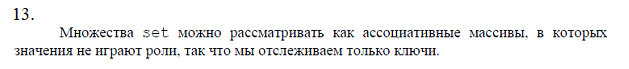 13.
Множества set можно рассматривать как ассоциативные массивы, в которых
значения не играют роли, так что мы отслеживаем только ключи.